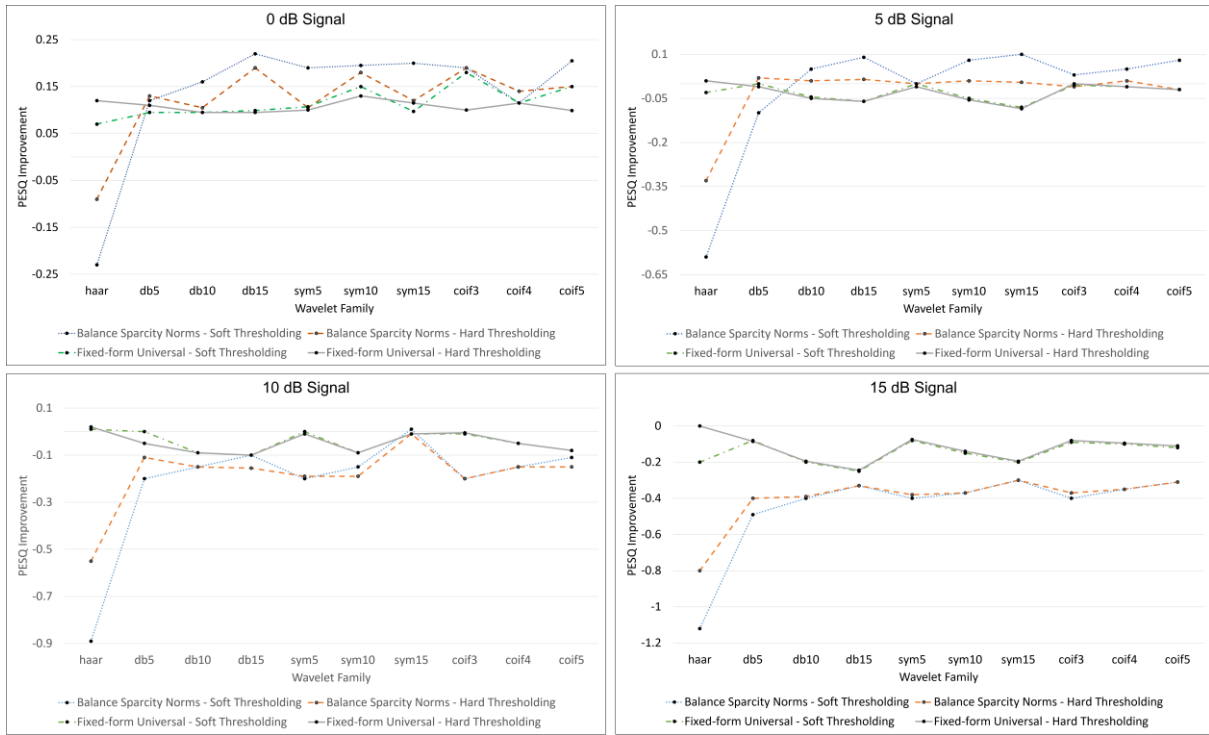 0 dB Signal
0.25
0.15
0.05
-0.05
-0.15
-0.25
PESQ Improvement
haar db5 db10 db15 sym5 sym10 sym15 coif3 coif4 coif5
Wavelet Family
Balance Sparcity Norms - Soft Thresholding Balance Sparcity Norms - Hard Thresholding
Fixed-form Universal - Soft Thresholding Fixed-form Universal - Hard Thresholding
5 dB Signal
0.1
-0.05
-0.2
-0.35
-0.5
-0.65
PESQ Improvement
haar db5 db10 db15 sym5 sym10 sym15 coif3 coif4 coif5
Wavelet Family
Balance Sparcity Norms - Soft Thresholding Balance Sparcity Norms - Hard Thresholding
Fixed-form Universal - Soft Thresholding Fixed-form Universal - Hard Thresholding
10 dB Signal
0.1
-0.1
-0.3
-0.5
-0.7
-0.9
PESQ Improvement
haar db5 db10 db15 sym5 sym10 sym15 coif3 coif4 coif5
Wavelet Family
Balance Sparcity Norms - Soft Thresholding Balance Sparcity Norms - Hard Thresholding
Fixed-form Universal - Soft Thresholding Fixed-form Universal - Hard Thresholding
15 dB Signal
0
-0.2
-0.4
-0.6
-0.8
-1
-1.2
PESQ Improvement
haar db5 db10 db15 sym5 sym10 sym15 coif3 coif4 coif5
Wavelet Family
Balance Sparcity Norms - Soft Thresholding Balance Sparcity Norms - Hard Thresholding
Fixed-form Universal - Soft Thresholding Fixed-form Universal - Hard Thresholding